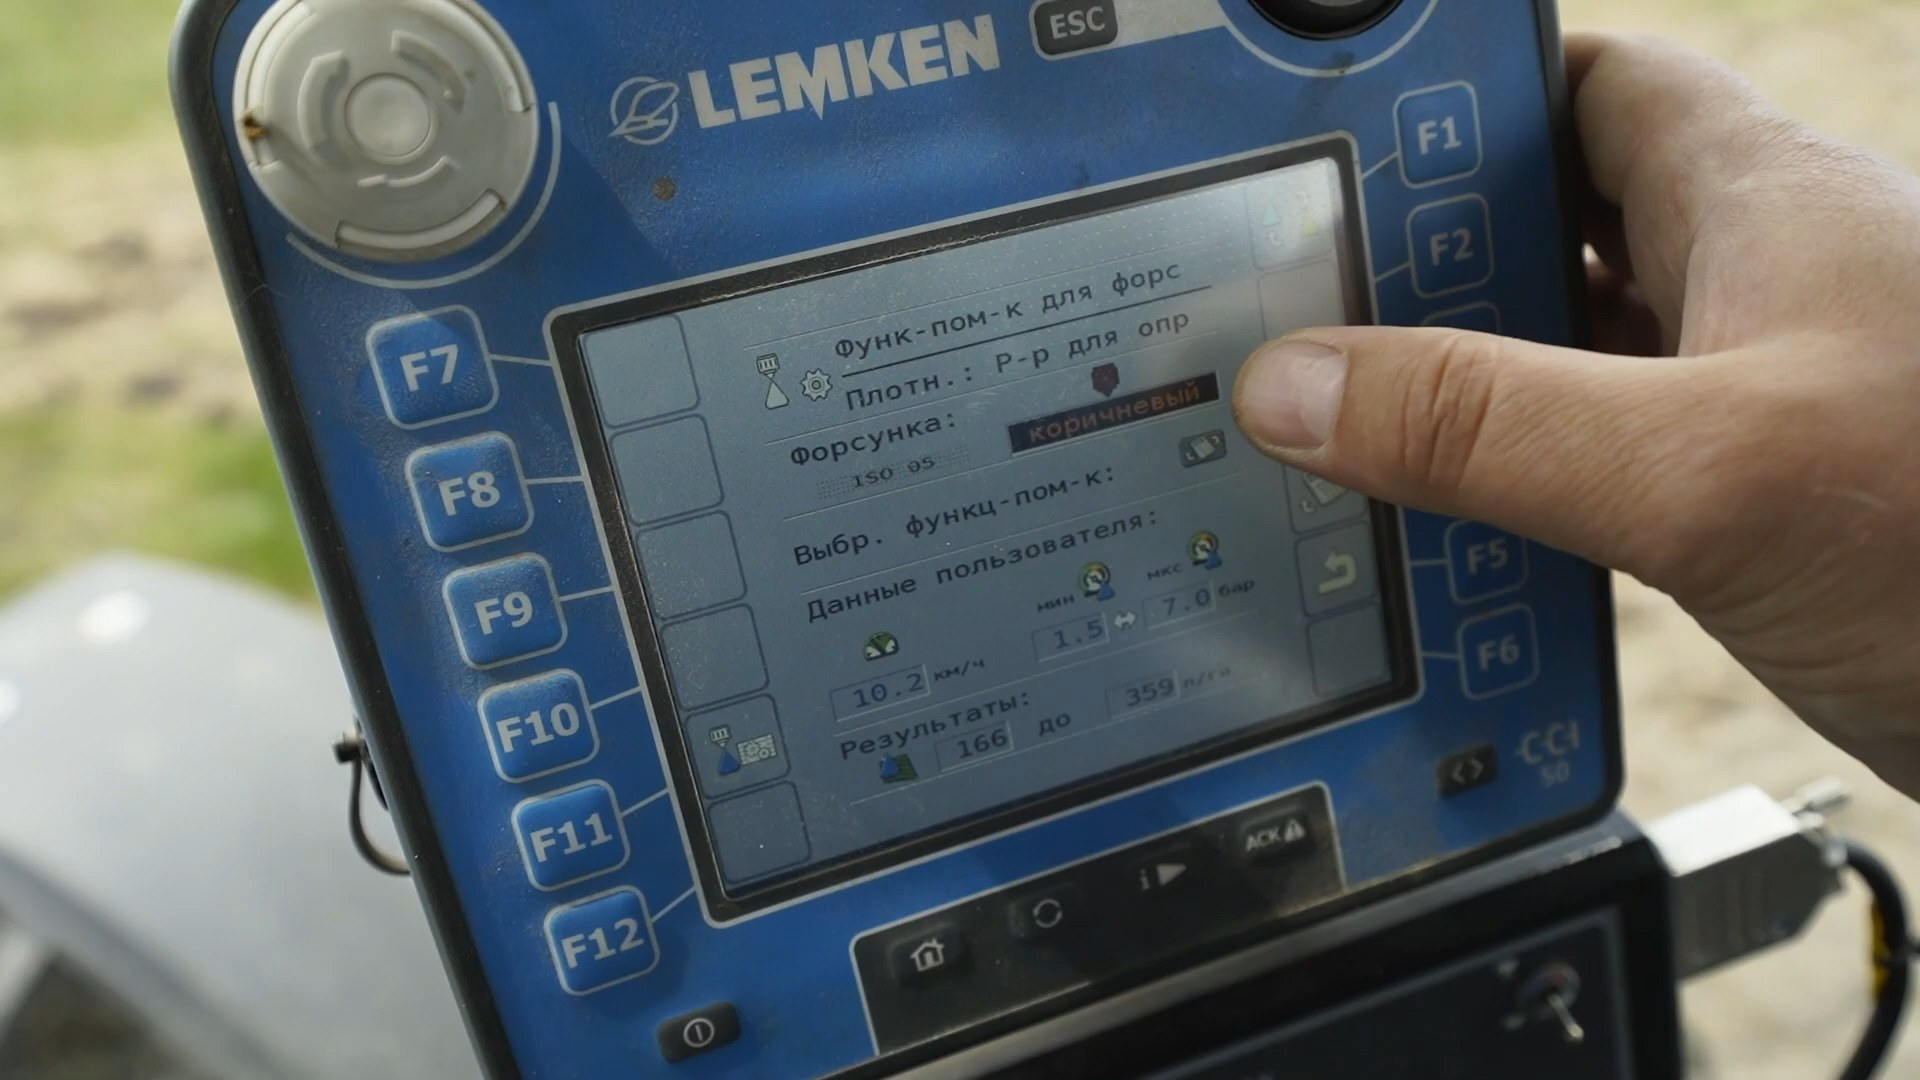 LEMKEN
ESC
F1
F2
F5
F6
F7
F8
F9
F10
F11
F12
Функ-пом-к для форс
Плотн.: Р-р для опр
Форсунка:
коричневый
ISO 05
Выбр. функц-пом-к:
Данные пользователя:
мин
мкс
10.2 км/ч
1.5
7.0 бар
Результаты:
166 до 359 л/га
CCI
50
i
ACK